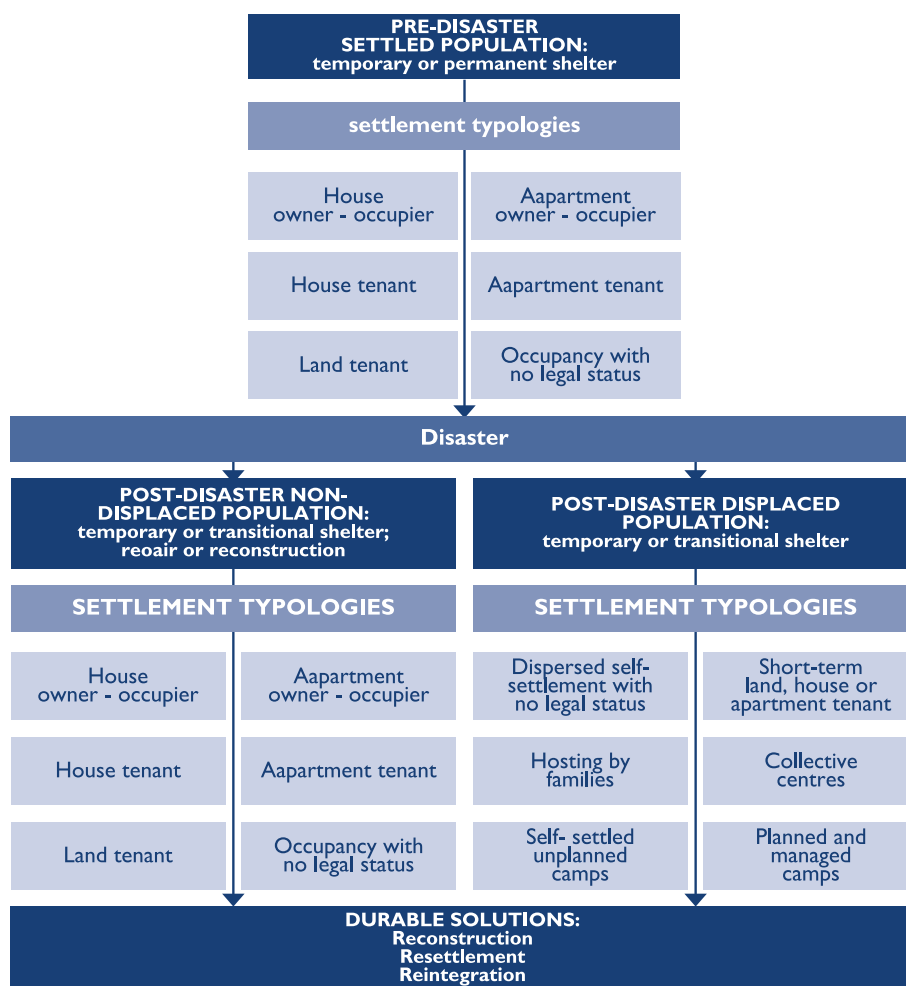 PRE-DISASTER
SETTLED POPULATION:
temporary or permanent shelter
settlement typologies
House
owner - occupier
Aapartment
owner - occupier
House tenant
Aapartment tenant
Land tenant
Occupancy with
no legal status
Disaster
POST-DISASTER NON-
DISPLACED POPULATION:
temporary or transitional shelter;
reoair or reconstruction
POST-DISASTER DISPLACED
POPULATION:
temporary or transitional shelter
SETTLEMENT TYPOLOGIES
SETTLEMENT TYPOLOGIES
House
owner - occupier
Aapartment
owner - occupier
Dispersed self-
settlement with
no legal status
Short-term
land, house or
apartment tenant
House tenant
Aapartment tenant
Hosting by
families
Collective
centres
Land tenant
Occupancy with
no legal status
Self- settled
unplanned
camps
Planned and
managed
camps
DURABLE SOLUTIONS:
Reconstruction
Resettlement
Reintegration